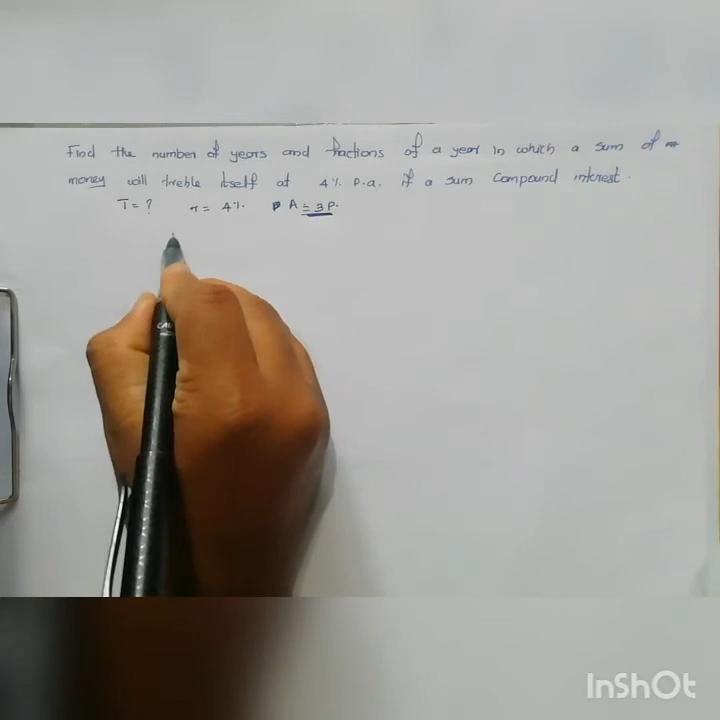 Find the number of years and fractions of a year in which a sum of
money will treble itself at 4% P.a. if a sum compound interest.
T = ? r = 4% A = 3P.
CAM
InShOt